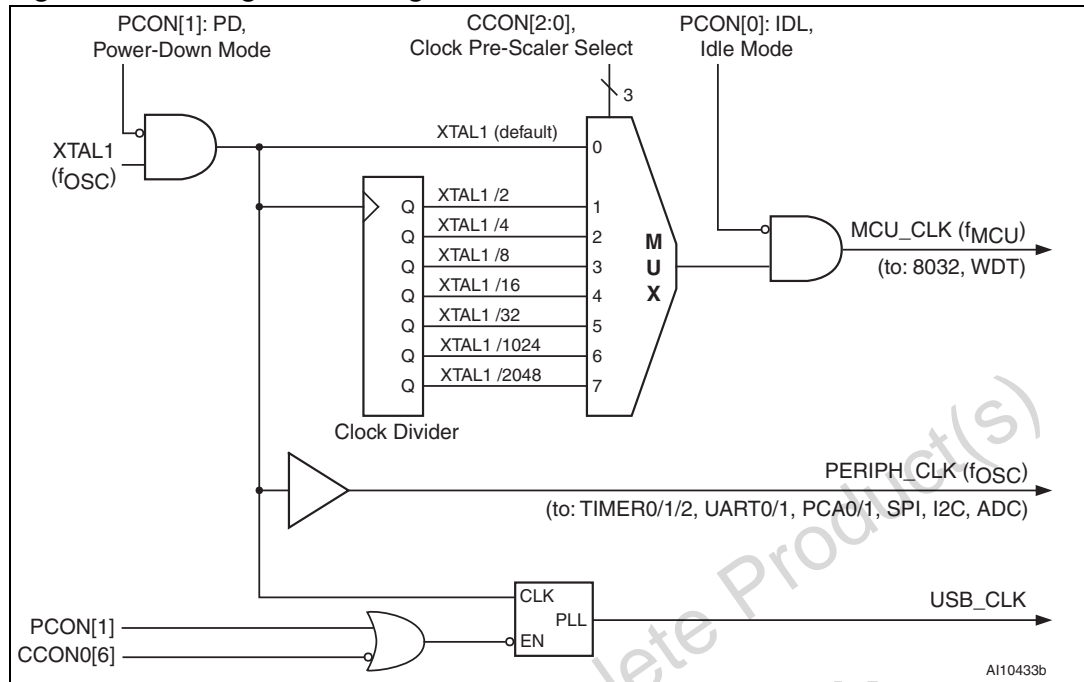 PCON[1]: PD,
Power-Down Mode
CCON[2:0],
Clock Pre-Scaler Select
PCON[0]: IDL,
Idle Mode
3
XTAL1
(fOSC)
XTAL1 (default)
0
XTAL1 /2
Q
1
XTAL1 /4
Q
2
XTAL1 /8
Q
3
XTAL1 /16
Q
4
XTAL1 /32
Q
5
XTAL1 /1024
Q
6
XTAL1 /2048
Q
7
M
U
X
MCU_CLK (fMCU)
(to: 8032, WDT)
Clock Divider
PERIPH_CLK (fOSC)
(to: TIMER0/1/2, UART0/1, PCA0/1, SPI, I2C, ADC)
CLK
PLL
EN
USB_CLK
PCON[1]
CCON0[6]
lete Product(s)
AI10433b